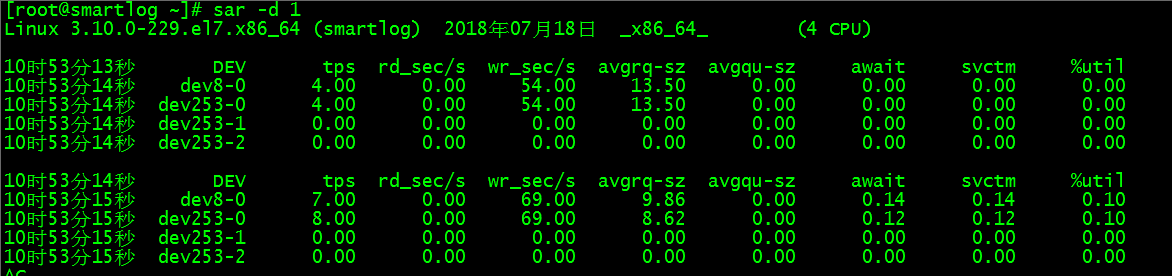 [root@smartlog ~]# sar -d 1
Linux 3.10.0-229.el7.x86_64 (smartlog) 2018年07月18日 _x86_64_ (4 CPU)
10时53分13秒 DEV tps rd_sec/s wr_sec/s avgrq-sz avgqu-sz await svctm %util
10时53分14秒 dev8-0 4.00 0.00 54.00 13.50 0.00 0.00 0.00 0.00
10时53分14秒 dev253-0 4.00 0.00 54.00 13.50 0.00 0.00 0.00 0.00
10时53分14秒 dev253-1 0.00 0.00 0.00 0.00 0.00 0.00 0.00 0.00
10时53分14秒 dev253-2 0.00 0.00 0.00 0.00 0.00 0.00 0.00 0.00
10时53分14秒 DEV tps rd_sec/s wr_sec/s avgrq-sz avgqu-sz await svctm %util
10时53分15秒 dev8-0 7.00 0.00 69.00 9.86 0.00 0.14 0.14 0.10
10时53分15秒 dev253-0 8.00 0.00 69.00 8.62 0.00 0.12 0.12 0.10
10时53分15秒 dev253-1 0.00 0.00 0.00 0.00 0.00 0.00 0.00 0.00
10时53分15秒 dev253-2 0.00 0.00 0.00 0.00 0.00 0.00 0.00 0.00
^C